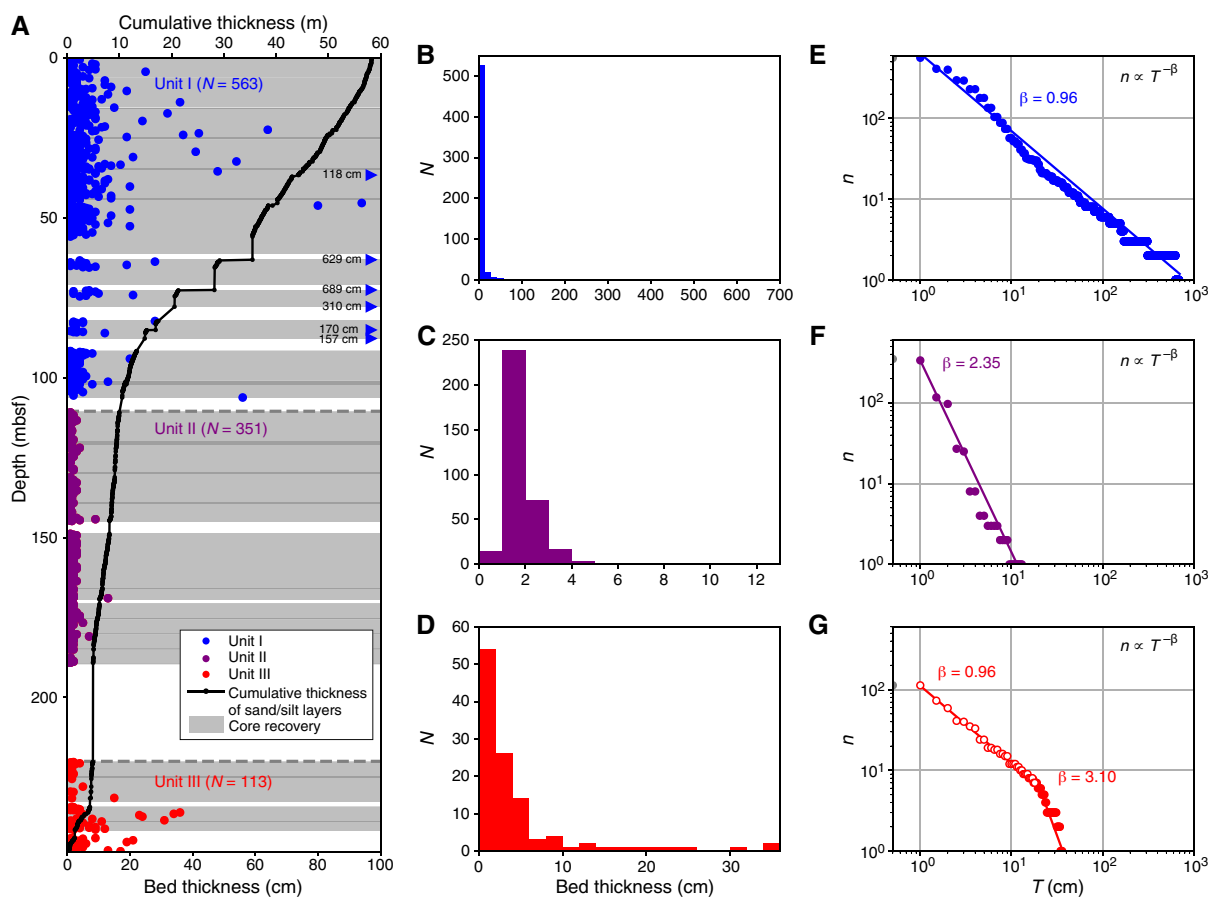 A
Cumulative thickness (m)
0 10 20 30 40 50 60
Unit I (N = 563)
118 cm
629 cm
689 cm
310 cm
170 cm
157 cm
Unit II (N = 351)
Unit I
Unit II
Unit III
Cumulative thickness
of sand/silt layers
Core recovery
Unit III (N = 113)
0
50
100
150
200
Depth (mbsf)
0 20 40 60 80 100
Bed thickness (cm)
B
500
400
300
200
100
0
N
0 100 200 300 400 500 600 700
C
250
200
150
100
50
0
N
0 2 4 6 8 10 12
D
60
50
40
30
20
10
0
N
0 10 20 30
Bed thickness (cm)
E
n ∝ T⁻ᵝ
β = 0.96
10²
10¹
10⁰
n
10⁰ 10¹ 10² 10³
F
n ∝ T⁻ᵝ
β = 2.35
10²
10¹
10⁰
n
10⁰ 10¹ 10² 10³
G
n ∝ T⁻ᵝ
β = 0.96
β = 3.10
10²
10¹
10⁰
n
10⁰ 10¹ 10² 10³
T (cm)